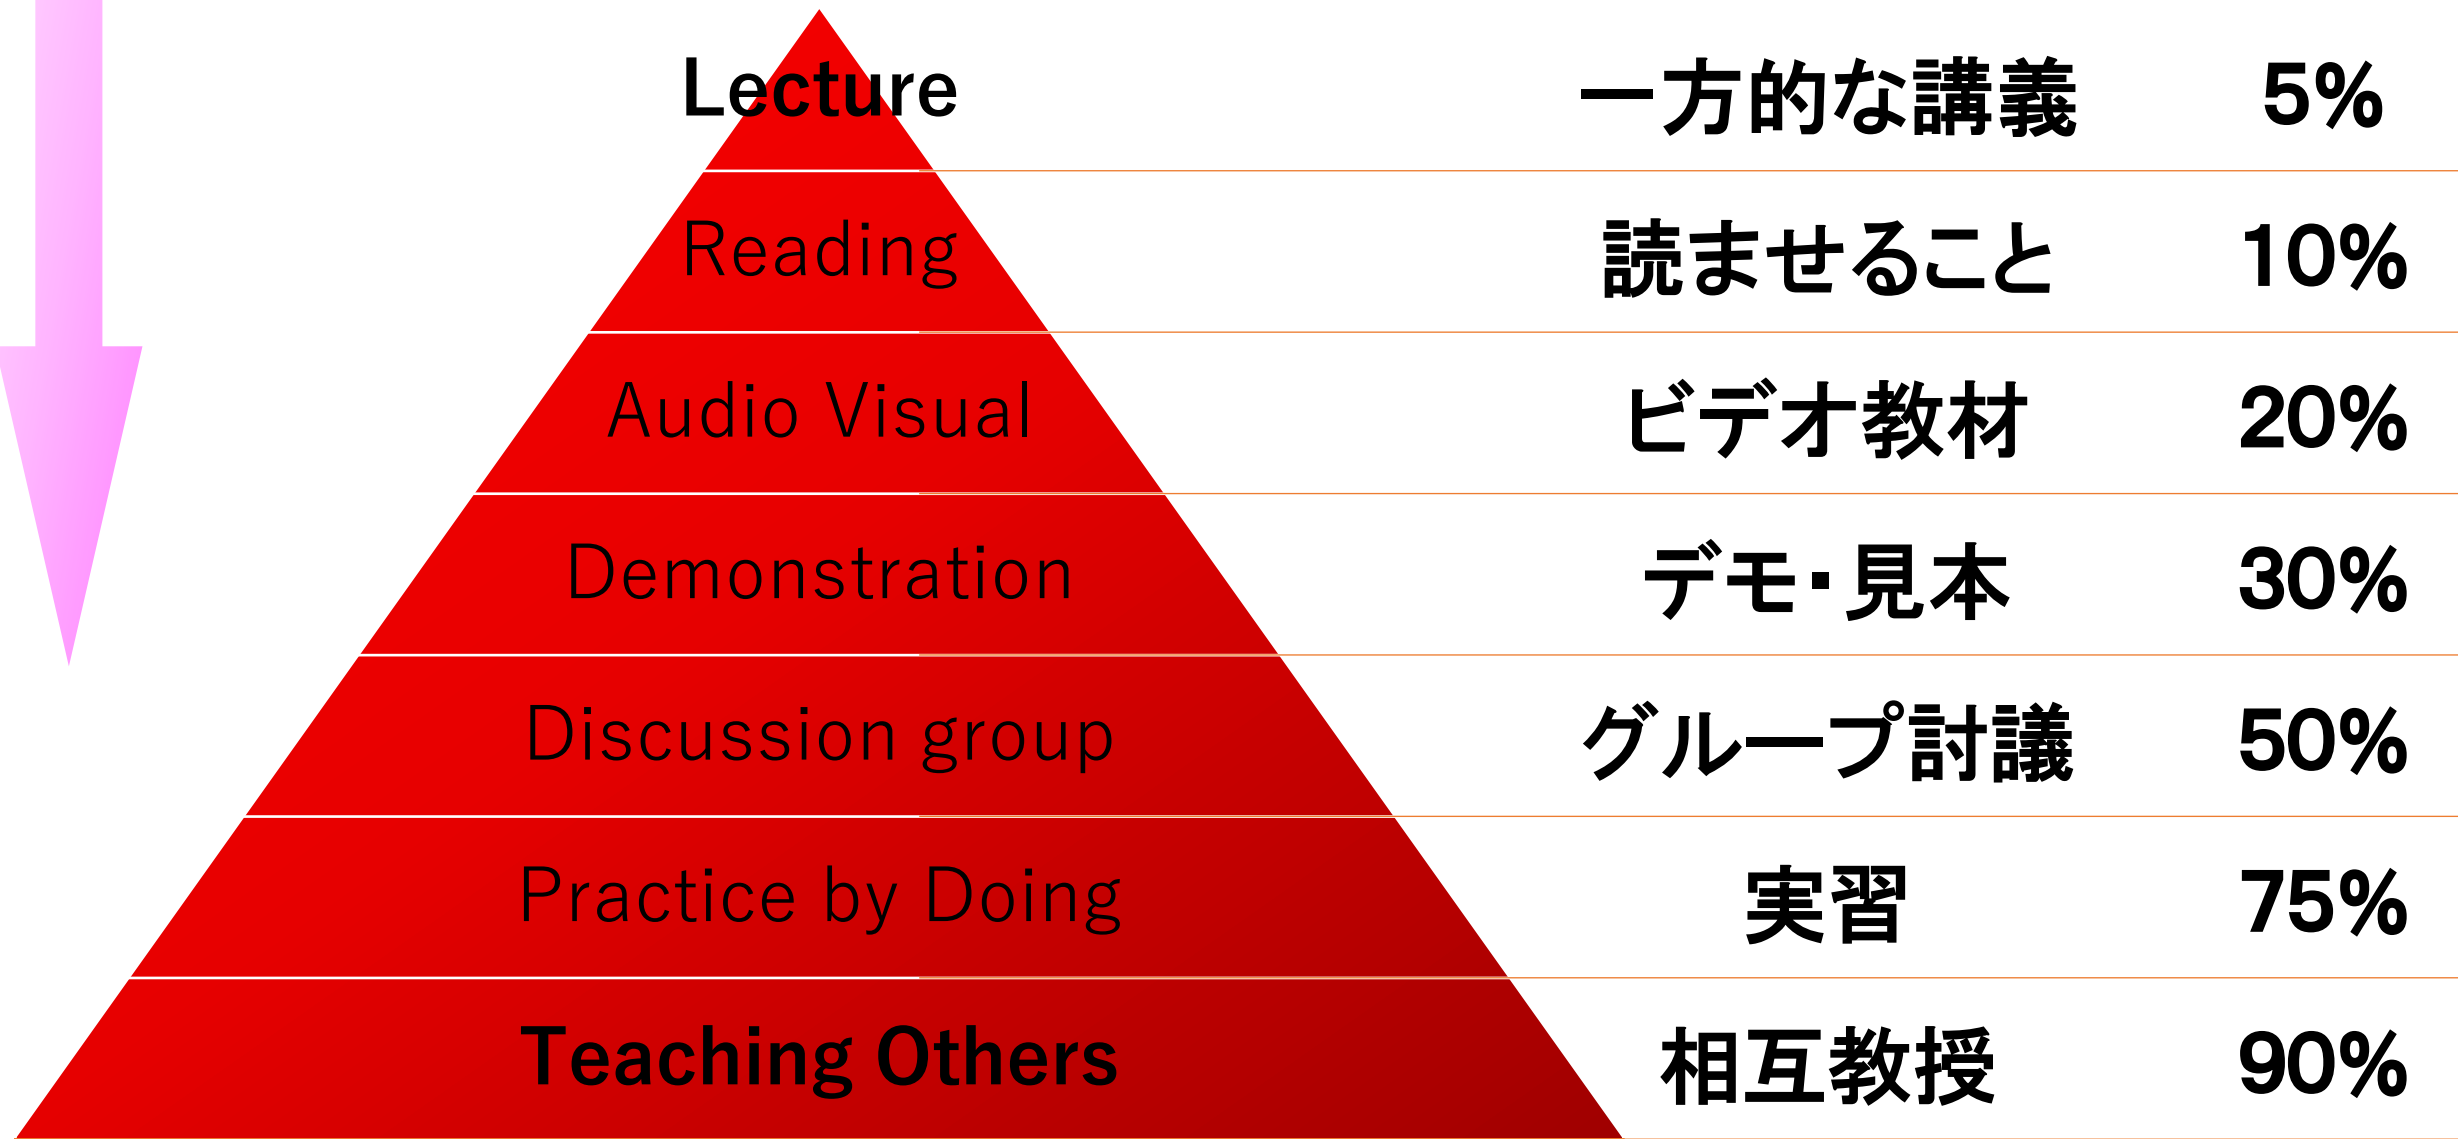 Lecture 一方的な講義 5%
Reading 読ませること 10%
Audio Visual ビデオ教材 20%
Demonstration デモ・見本 30%
Discussion group グループ討議 50%
Practice by Doing 実習 75%
Teaching Others 相互教授 90%